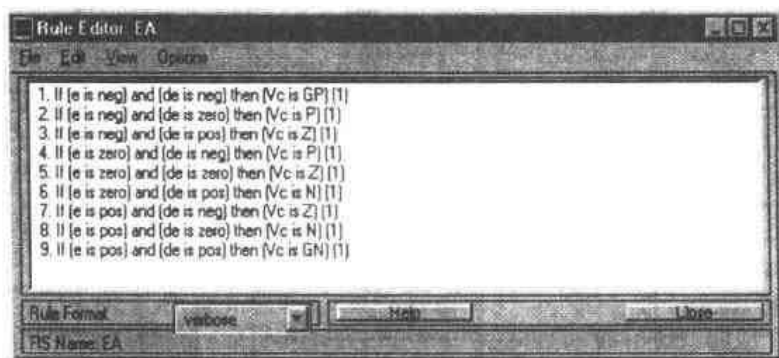 Rule Editor: EA
File Edit View Options
1. If (e is neg) and (de is neg) then (Vc is GP) (1)
2. If (e is neg) and (de is zero) then (Vc is P) (1)
3. If (e is neg) and (de is pos) then (Vc is Z) (1)
4. If (e is zero) and (de is neg) then (Vc is P) (1)
5. If (e is zero) and (de is zero) then (Vc is Z) (1)
6. If (e is zero) and (de is pos) then (Vc is N) (1)
7. If (e is pos) and (de is neg) then (Vc is Z) (1)
8. If (e is pos) and (de is zero) then (Vc is N) (1)
9. If (e is pos) and (de is pos) then (Vc is GN) (1)
Rule Format verbose Help Close
FIS Name: EA